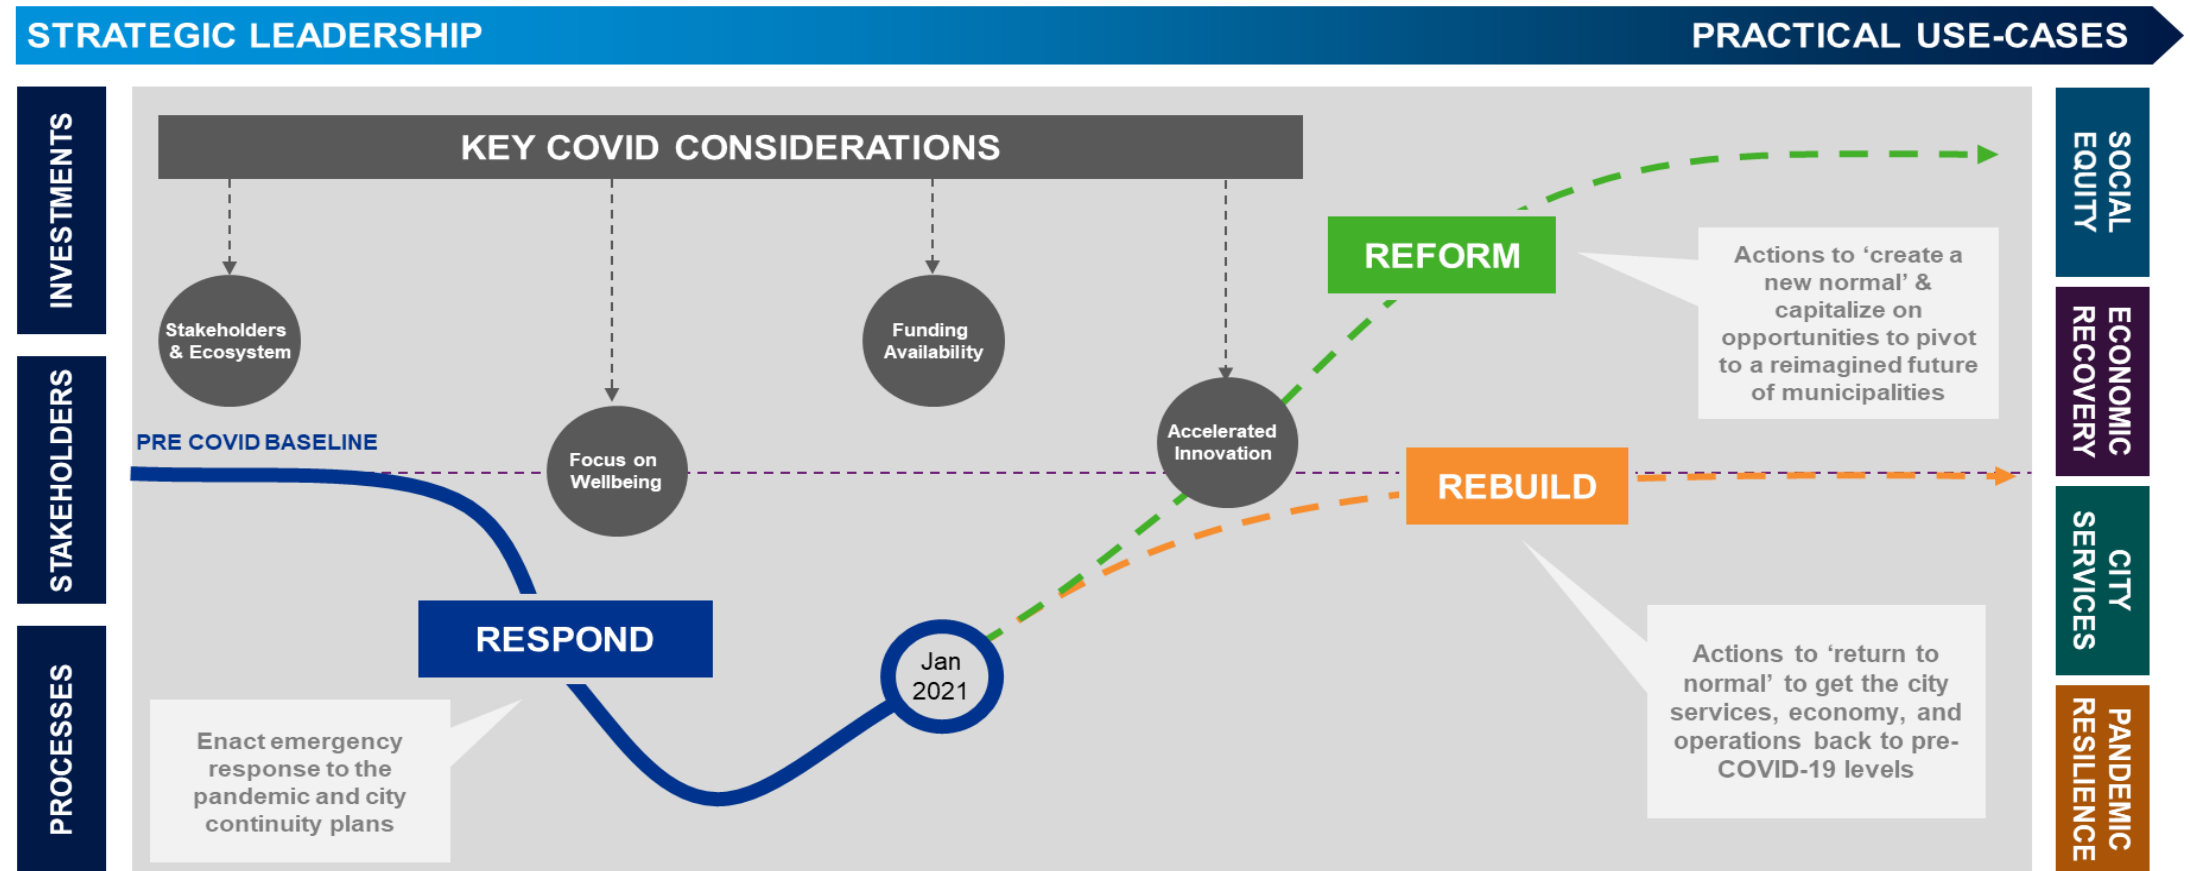 STRATEGIC LEADERSHIP
PRACTICAL USE-CASES
INVESTMENTS
STAKEHOLDERS
PROCESSES
KEY COVID CONSIDERATIONS
Stakeholders
& Ecosystem
Focus on
Wellbeing
Funding
Availability
Accelerated
Innovation
PRE COVID BASELINE
RESPOND
Enact emergency
response to the
pandemic and city
continuity plans
Jan
2021
REFORM
Actions to ‘create a
new normal’ &
capitalize on
opportunities to pivot
to a reimagined future
of municipalities
REBUILD
Actions to ‘return to
normal’ to get the city
services, economy, and
operations back to pre-
COVID-19 levels
SOCIAL
EQUITY
ECONOMIC
RECOVERY
CITY
SERVICES
PANDEMIC
RESILIENCE